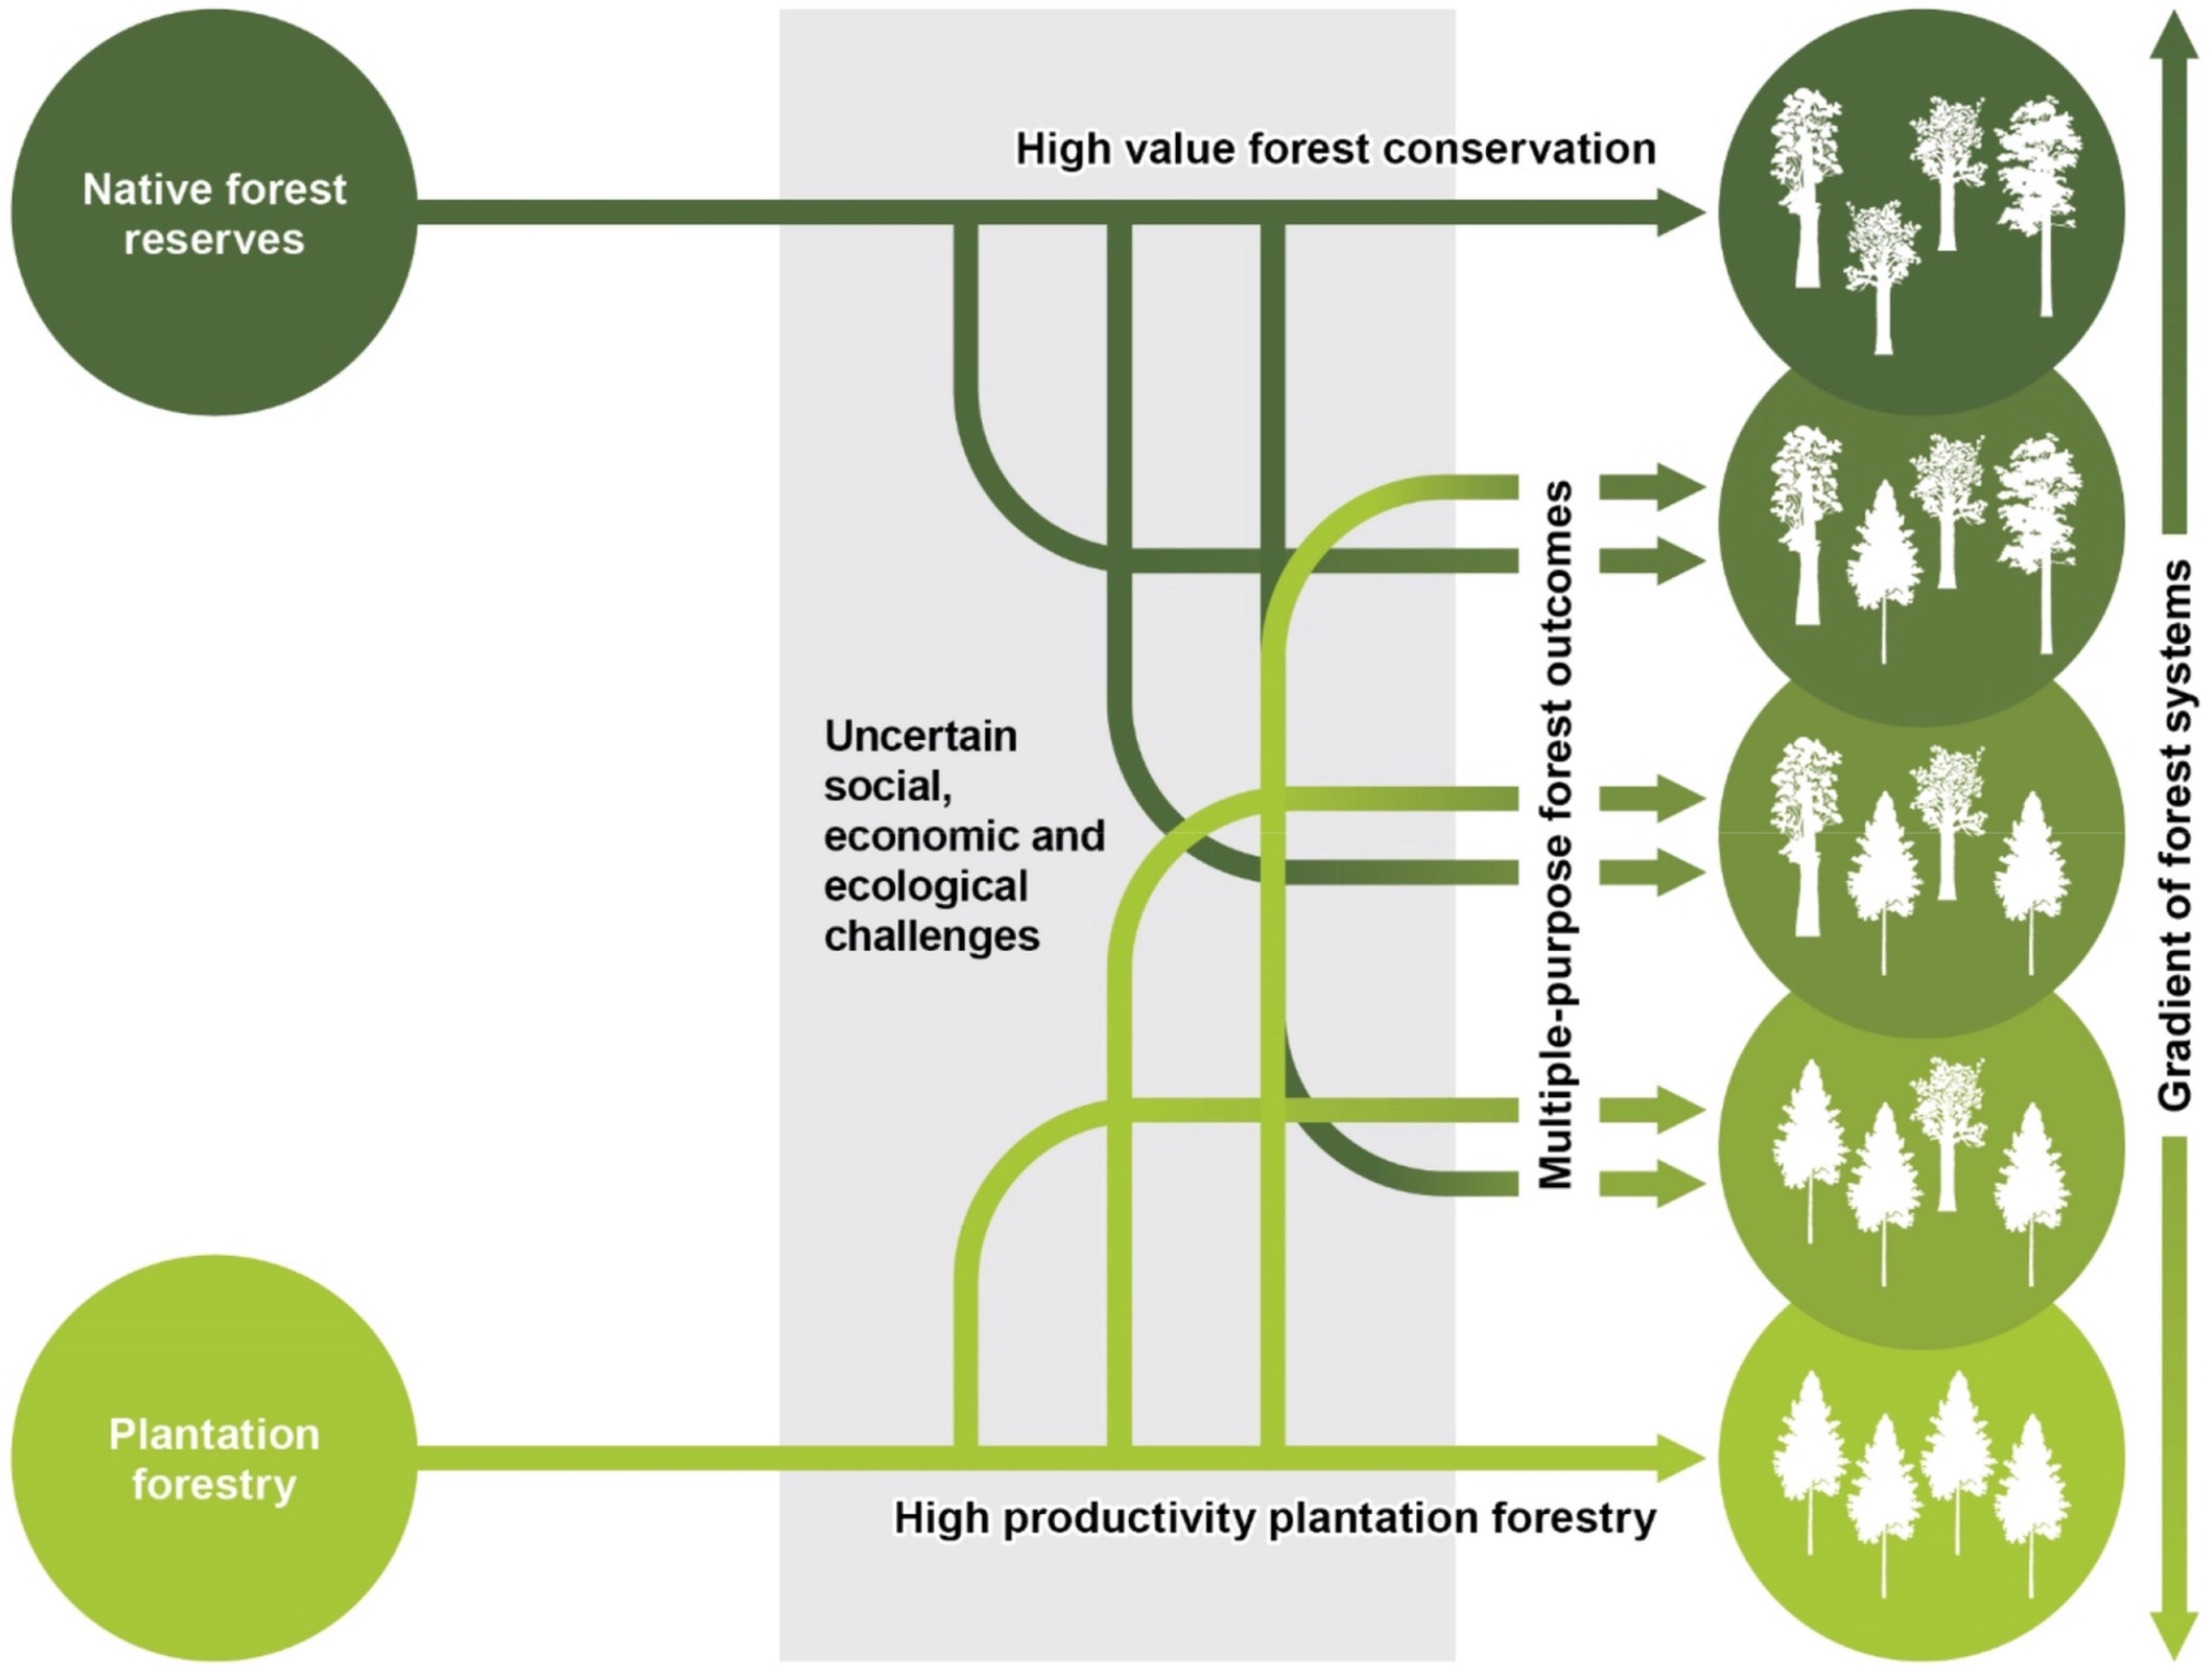 Native forest
reserves
High value forest conservation
Uncertain
social,
economic and
ecological
challenges
Multiple-purpose forest outcomes
Gradient of forest systems
Plantation
forestry
High productivity plantation forestry